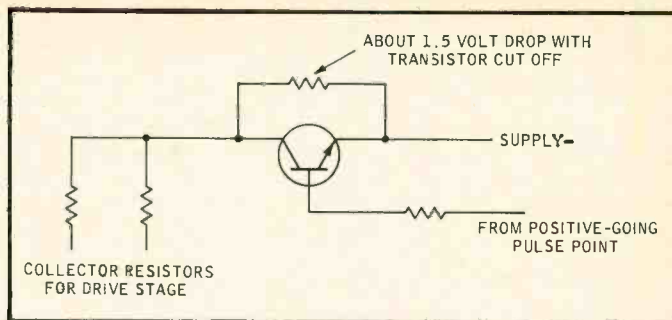 ABOUT 1.5 VOLT DROP WITH
TRANSISTOR CUT OFF
SUPPLY-
FROM POSITIVE-GOING
PULSE POINT
COLLECTOR RESISTORS
FOR DRIVE STAGE